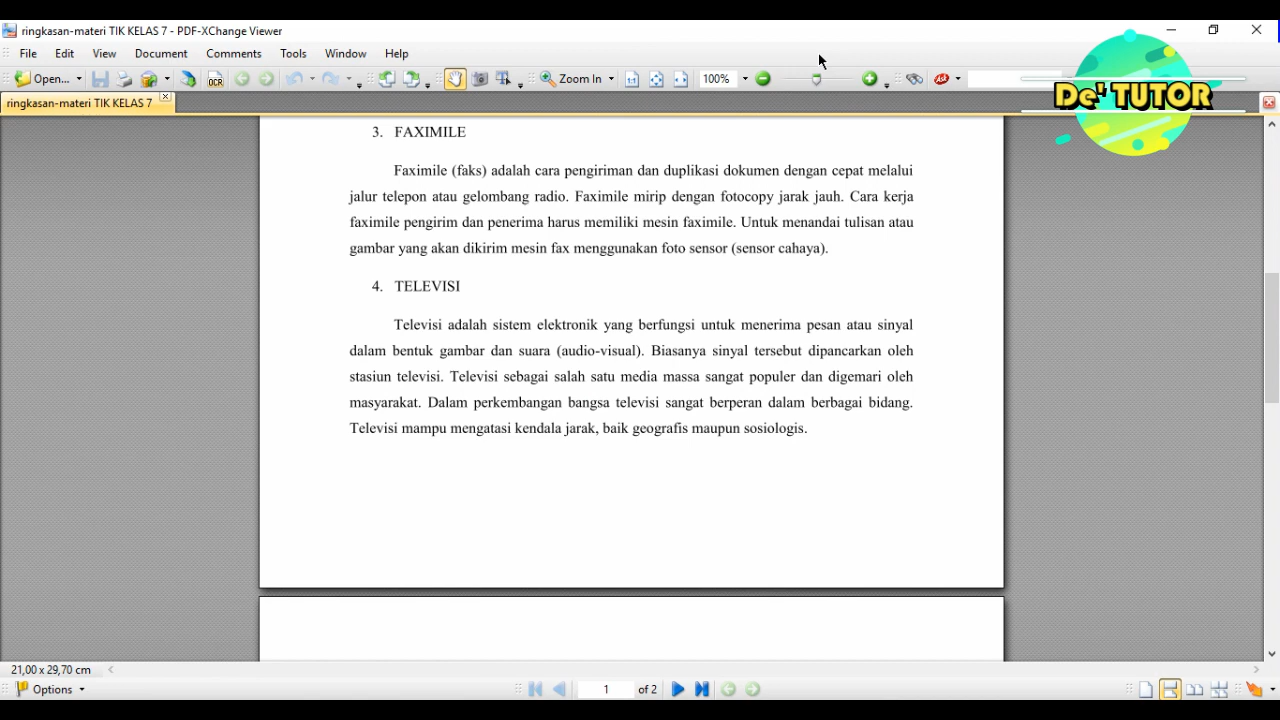 ringkasan-materi TIK KELAS 7 - PDF-XChange Viewer
File Edit View Document Comments Tools Window Help
Open... OCR Zoom In 100%
De' TUTOR
ringkasan-materi TIK KELAS 7
3. FAXIMILE
Faximile (faks) adalah cara pengiriman dan duplikasi dokumen dengan cepat melalui
jalur telepon atau gelombang radio. Faximile mirip dengan fotocopy jarak jauh. Cara kerja
faximile pengirim dan penerima harus memiliki mesin faximile. Untuk menandai tulisan atau
gambar yang akan dikirim mesin fax menggunakan foto sensor (sensor cahaya).
4. TELEVISI
Televisi adalah sistem elektronik yang berfungsi untuk menerima pesan atau sinyal
dalam bentuk gambar dan suara (audio-visual). Biasanya sinyal tersebut dipancarkan oleh
stasiun televisi. Televisi sebagai salah satu media massa sangat populer dan digemari oleh
masyarakat. Dalam perkembangan bangsa televisi sangat berperan dalam berbagai bidang.
Televisi mampu mengatasi kendala jarak, baik geografis maupun sosiologis.
21,00 x 29,70 cm
Options 1 of 2